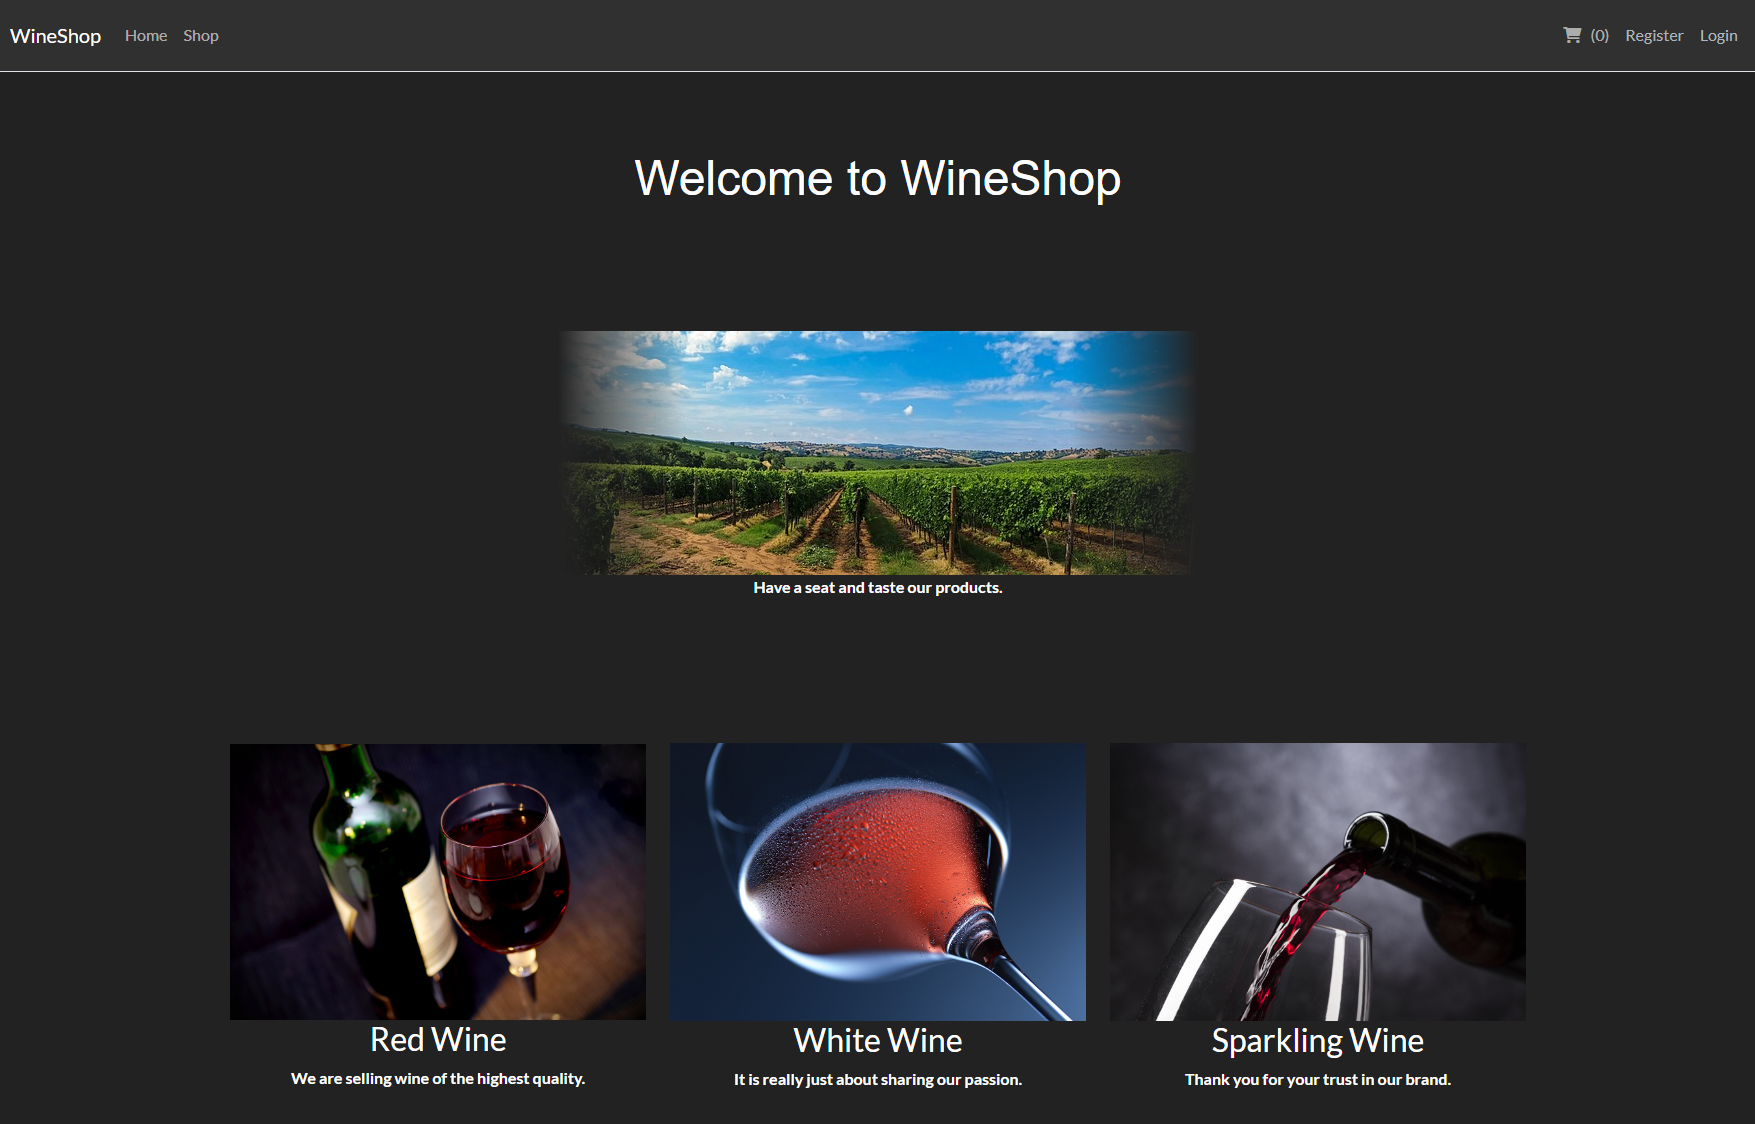 WineShop Home Shop (0) Register Login
Welcome to WineShop
Have a seat and taste our products.
Red Wine
We are selling wine of the highest quality.
White Wine
It is really just about sharing our passion.
Sparkling Wine
Thank you for your trust in our brand.